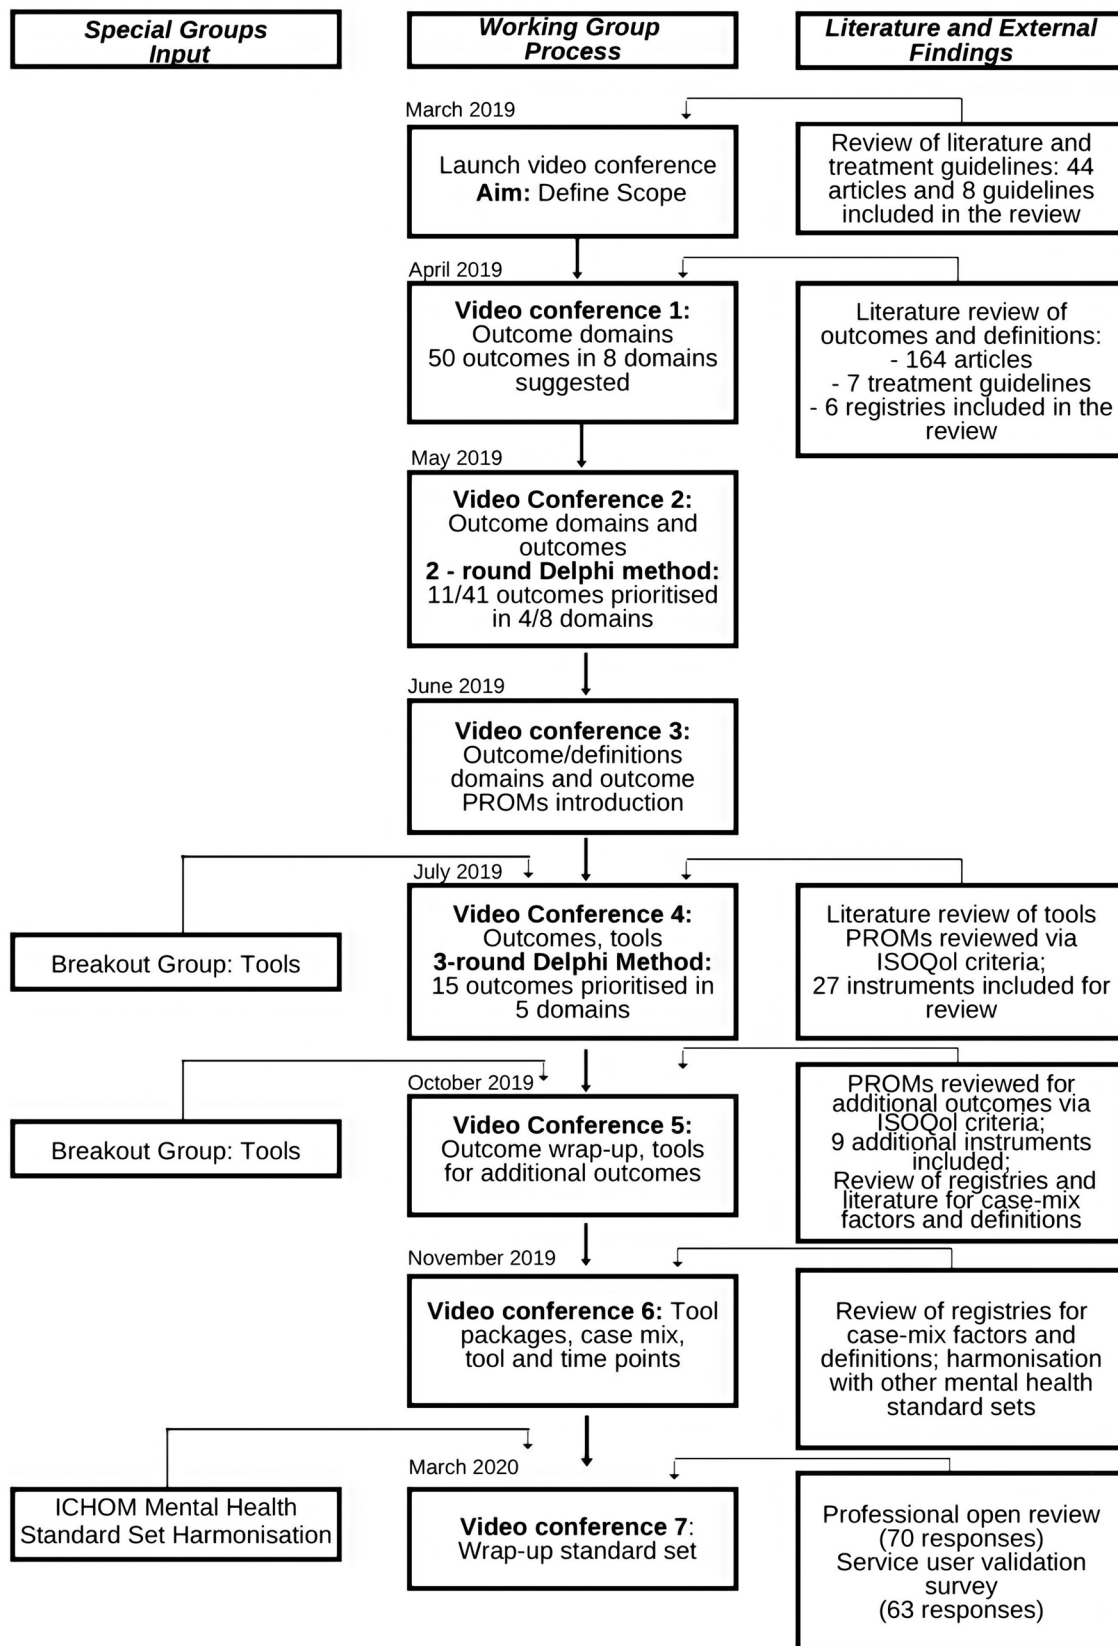 Special Groups
Input
Working Group
Process
Literature and External
Findings
March 2019
Launch video conference
Aim: Define Scope
Review of literature and
treatment guidelines: 44
articles and 8 guidelines
included in the review
April 2019
Video conference 1:
Outcome domains
50 outcomes in 8 domains
suggested
Literature review of
outcomes and definitions:
- 164 articles
- 7 treatment guidelines
- 6 registries included in the
review
May 2019
Video Conference 2:
Outcome domains and
outcomes
2 - round Delphi method:
11/41 outcomes prioritised
in 4/8 domains
June 2019
Video conference 3:
Outcome/definitions
domains and outcome
PROMs introduction
July 2019
Breakout Group: Tools
Video Conference 4:
Outcomes, tools
3-round Delphi Method:
15 outcomes prioritised in
5 domains
Literature review of tools
PROMs reviewed via
ISOQol criteria;
27 instruments included for
review
October 2019
Breakout Group: Tools
Video Conference 5:
Outcome wrap-up, tools
for additional outcomes
PROMs reviewed for
additional outcomes via
ISOQol criteria;
9 additional instruments
included;
Review of registries and
literature for case-mix
factors and definitions
November 2019
Video conference 6: Tool
packages, case mix,
tool and time points
Review of registries for
case-mix factors and
definitions; harmonisation
with other mental health
standard sets
March 2020
ICHOM Mental Health
Standard Set Harmonisation
Video conference 7:
Wrap-up standard set
Professional open review
(70 responses)
Service user validation
survey
(63 responses)